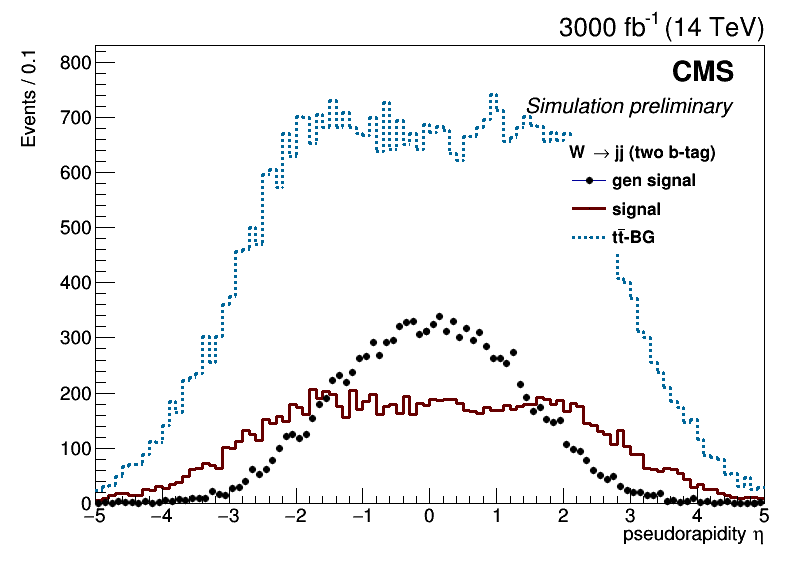 3000 fb-1 (14 TeV)
CMS
Simulation preliminary
W → jj (two b-tag)
gen signal
signal
tt̄-BG
Events / 0.1
800
700
600
500
400
300
200
100
0
−5 −4 −3 −2 −1 0 1 2 3 4 5
pseudorapidity η